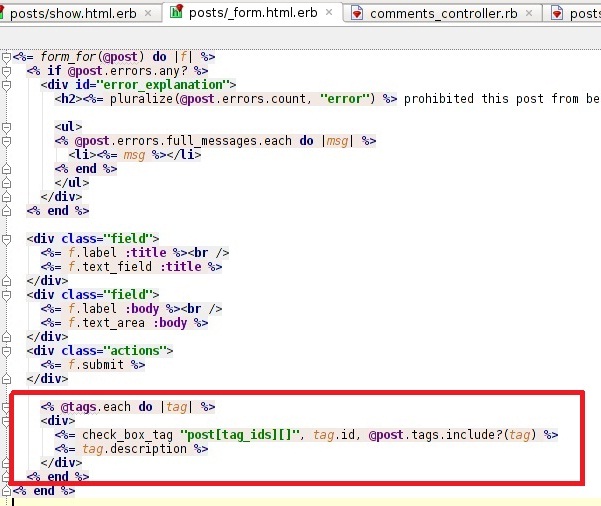 posts/show.html.erb × posts/_form.html.erb × comments_controller.rb × posts
<%= form_for(@post) do |f| %>
<% if @post.errors.any? %>
<div id="error_explanation">
<h2><%= pluralize(@post.errors.count, "error") %> prohibited this post from be
<ul>
<% @post.errors.full_messages.each do |msg| %>
<li><%= msg %></li>
<% end %>
</ul>
</div>
<% end %>
<div class="field">
<%= f.label :title %><br />
<%= f.text_field :title %>
</div>
<div class="field">
<%= f.label :body %><br />
<%= f.text_area :body %>
</div>
<div class="actions">
<%= f.submit %>
</div>
<% @tags.each do |tag| %>
<div>
<%= check_box_tag "post[tag_ids][]", tag.id, @post.tags.include?(tag) %>
<%= tag.description %>
</div>
<% end %>
<% end %>